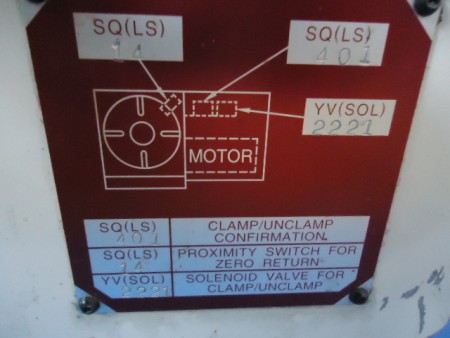 SQ(LS)
14
SQ(LS)
401
YV(SOL)
2221
MOTOR
SQ(LS)
401
CLAMP/UNCLAMP
CONFIRMATION.
SQ(LS)
14
PROXIMITY SWITCH FOR
ZERO RETURN
YV(SOL)
2221
SOLENOID VALVE FOR
CLAMP/UNCLAMP